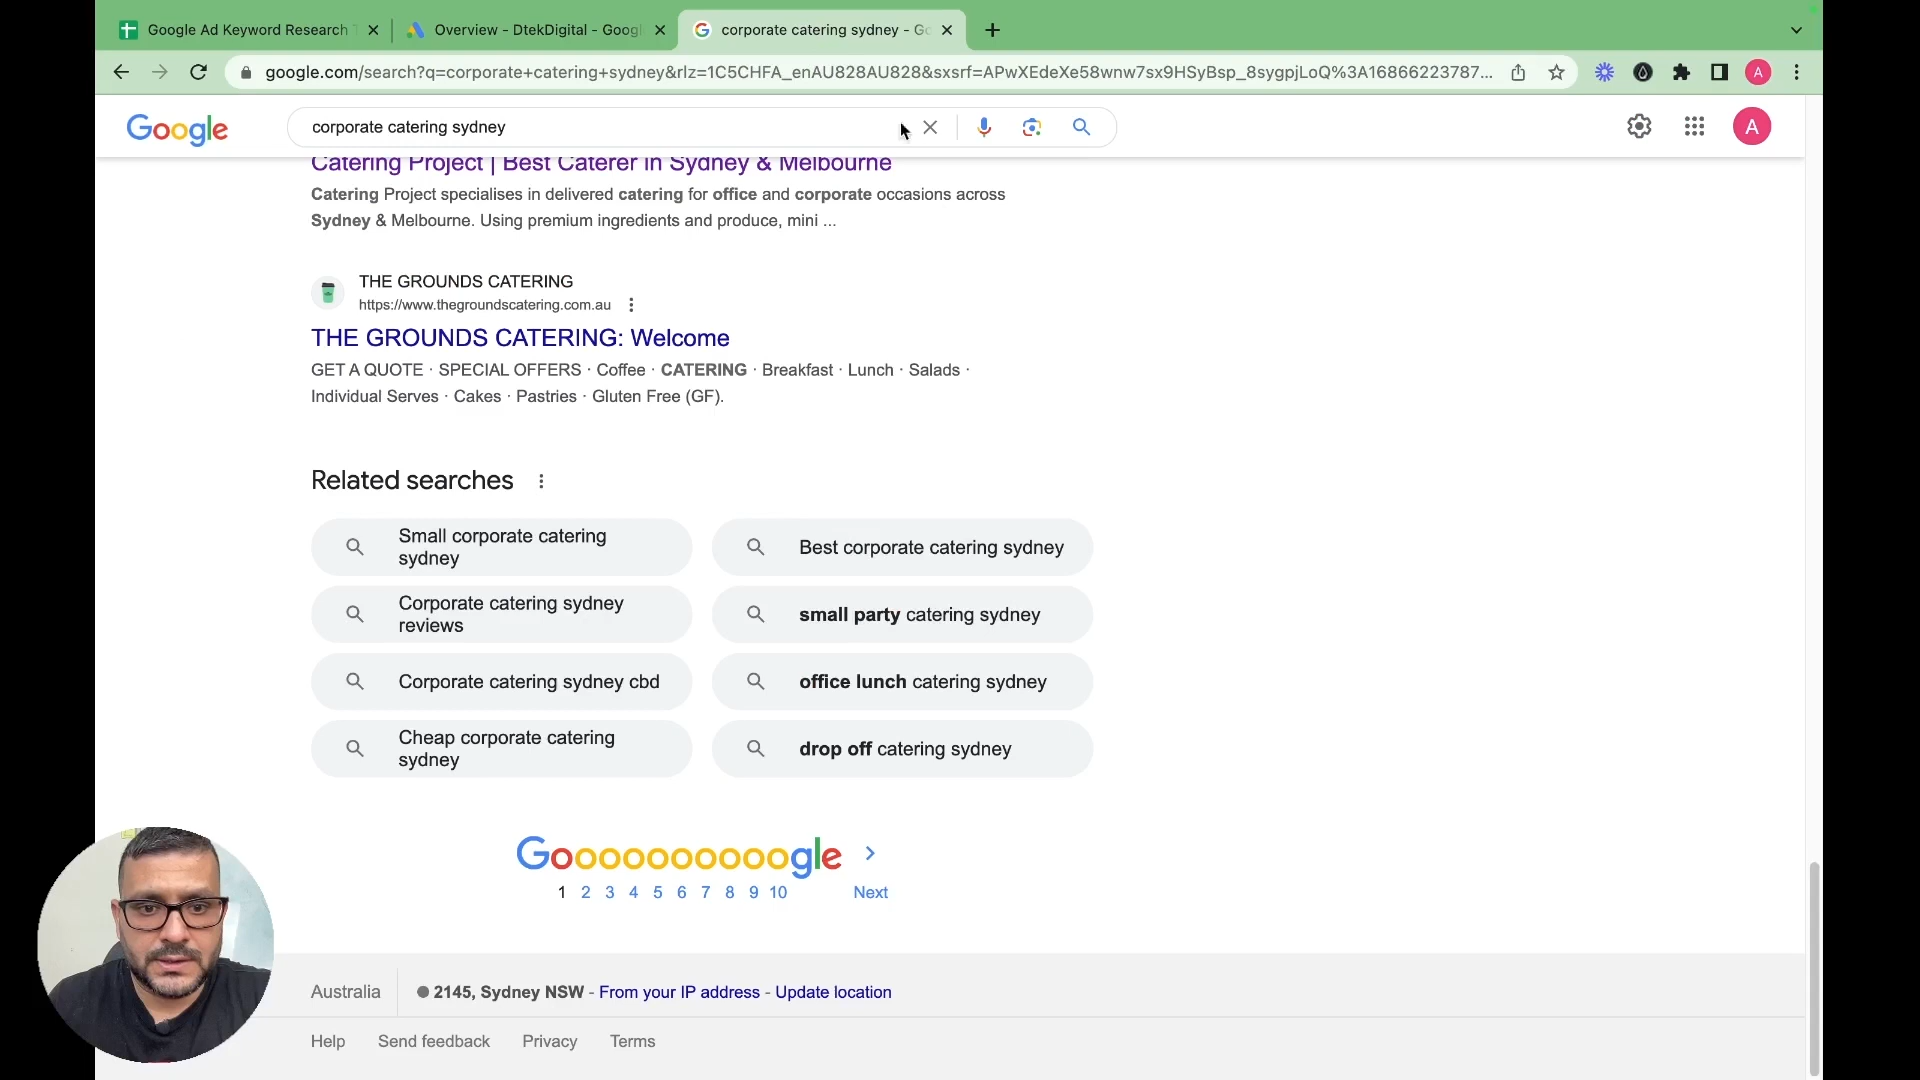 Google Ad Keyword Research T
Overview - DtekDigital - Googl
corporate catering sydney - Go
google.com/search?q=corporate+catering+sydney&rlz=1C5CHFA_enAU828AU828&sxsrf=APwXEdeXe58wnw7sx9HSyBsp_8sygpjLoQ%3A16866223787...
A
Google
corporate catering sydney
A
Catering Project | Best Caterer in Sydney & Melbourne
Catering Project specialises in delivered catering for office and corporate occasions across
Sydney & Melbourne. Using premium ingredients and produce, mini ...
THE GROUNDS CATERING
https://www.thegroundscatering.com.au
THE GROUNDS CATERING: Welcome
GET A QUOTE · SPECIAL OFFERS · Coffee · CATERING · Breakfast · Lunch · Salads ·
Individual Serves · Cakes · Pastries · Gluten Free (GF).
Related searches
Small corporate catering
sydney
Best corporate catering sydney
Corporate catering sydney
reviews
small party catering sydney
Corporate catering sydney cbd
office lunch catering sydney
Cheap corporate catering
sydney
drop off catering sydney
Goooooooooogle
1 2 3 4 5 6 7 8 9 10 Next
Australia
2145, Sydney NSW - From your IP address - Update location
Help Send feedback Privacy Terms